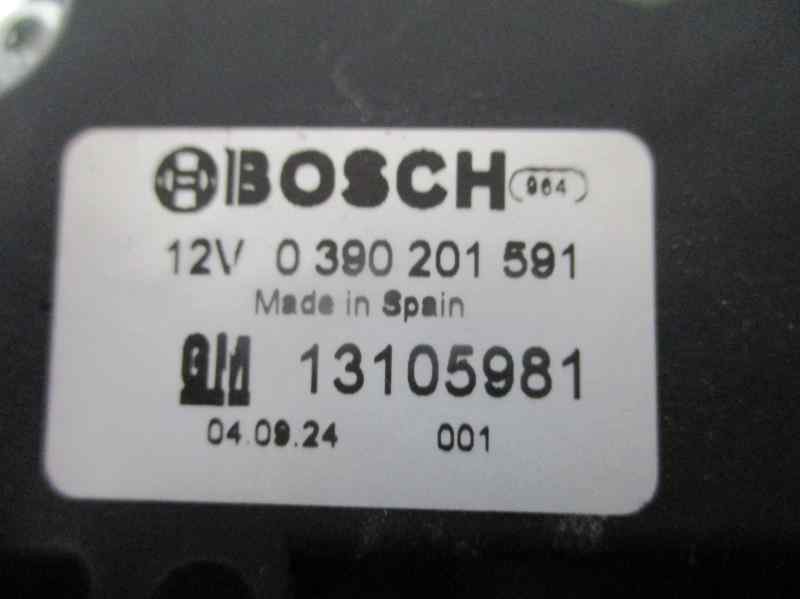 BOSCH 964
12V 0 390 201 591
Made in Spain
GM 13105981
04.09.24 001